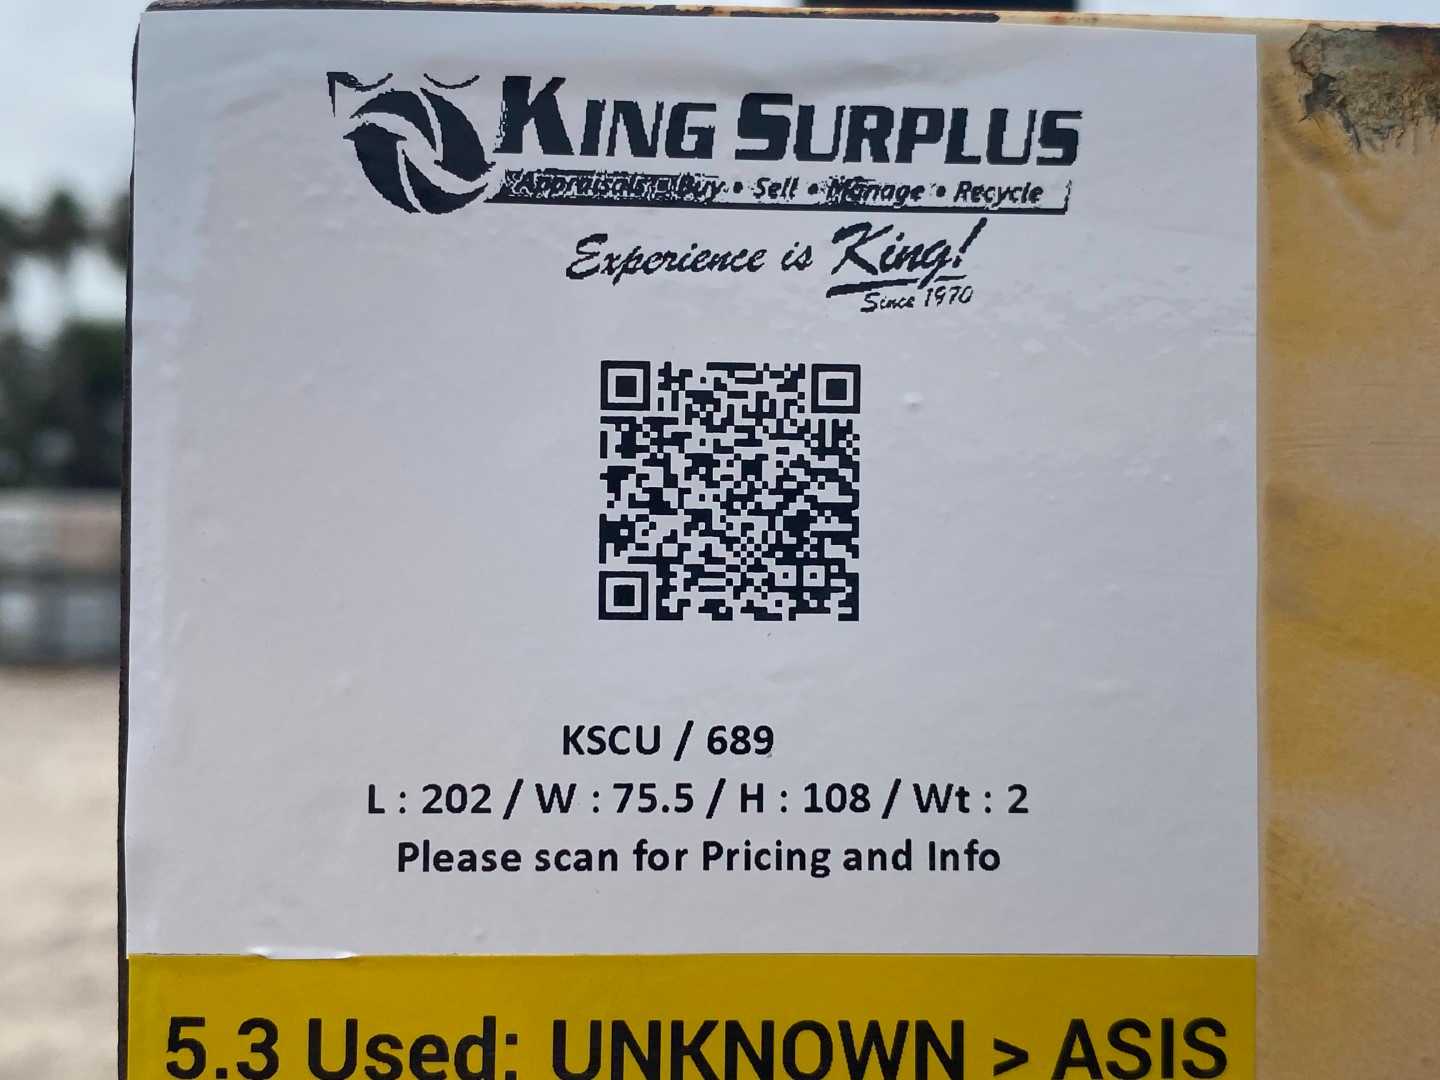 KING SURPLUS
Appraisals • Buy • Sell • Manage • Recycle
Experience is King!
Since 1970
KSCU / 689
L : 202 / W : 75.5 / H : 108 / Wt : 2
Please scan for Pricing and Info
5.3 Used: UNKNOWN > ASIS